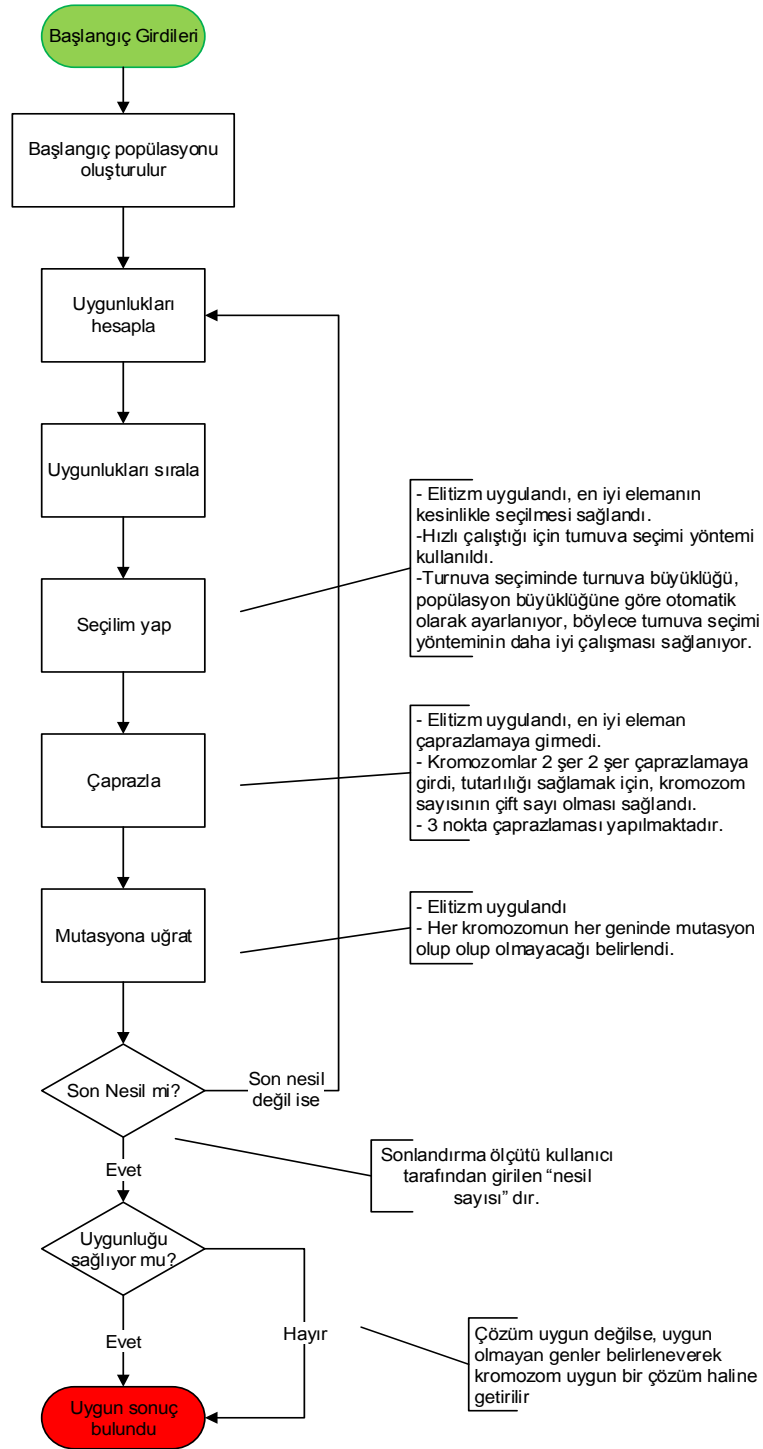 Başlangıç Girdileri
Başlangıç popülasyonu
oluşturulur
Uygunlukları
hesapla
Uygunlukları sırala
- Elitizm uygulandı, en iyi elemanın
kesinlikle seçilmesi sağlandı.
-Hızlı çalıştığı için turnuva seçimi yöntemi
kullanıldı.
-Turnuva seçiminde turnuva büyüklüğü,
popülasyon büyüklüğüne göre otomatik
olarak ayarlanıyor, böylece turnuva seçimi
yönteminin daha iyi çalışması sağlanıyor.
Seçilim yap
- Elitizm uygulandı, en iyi eleman
çaprazlamaya girmedi.
- Kromozomlar 2 şer 2 şer çaprazlamaya
girdi, tutarlılığı sağlamak için, kromozom
sayısının çift sayı olması sağlandı.
- 3 nokta çaprazlaması yapılmaktadır.
Çaprazla
- Elitizm uygulandı
- Her kromozomun her geninde mutasyon
olup olup olmayacağı belirlendi.
Mutasyona uğrat
Son Nesil mi?
Son nesil
değil ise
Evet
Sonlandırma ölçütü kullanıcı
tarafından girilen “nesil
sayısı” dır.
Uygunluğu
sağlıyor mu?
Evet
Hayır
Çözüm uygun değilse, uygun
olmayan genler belirleneverek
kromozom uygun bir çözüm haline
getirilir
Uygun sonuç
bulundu